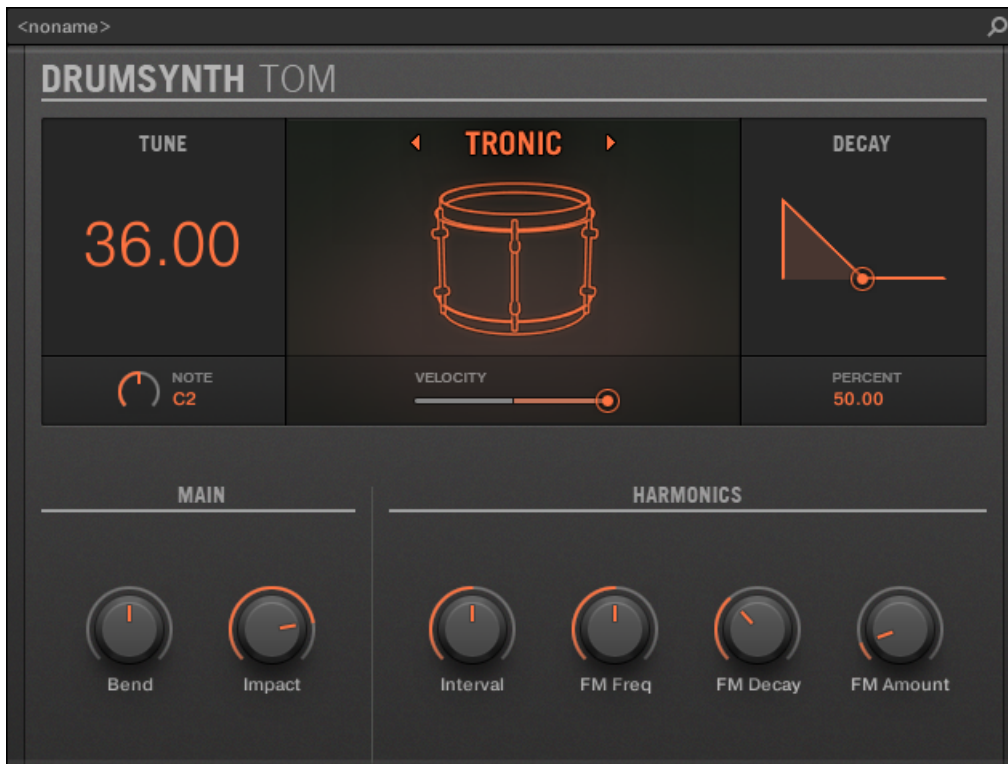 <noname>
DRUMSYNTH TOM
TUNE
TRONIC
DECAY
36.00
NOTE
C2
VELOCITY
PERCENT
50.00
MAIN
HARMONICS
Bend
Impact
Interval
FM Freq
FM Decay
FM Amount